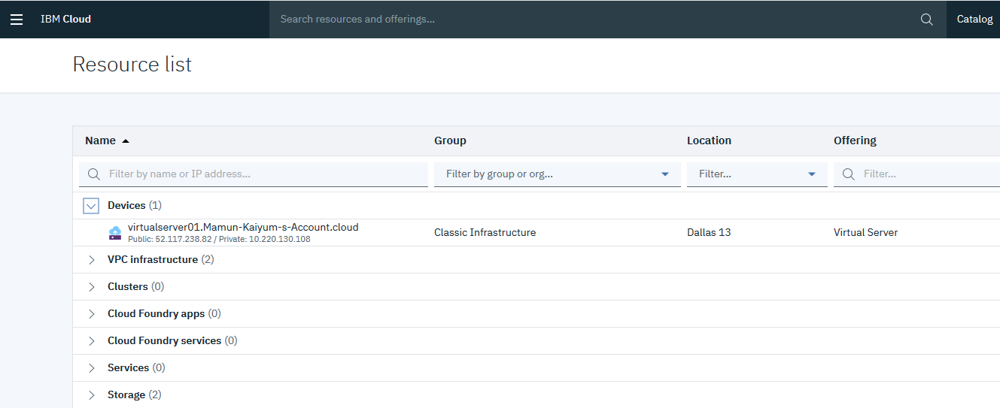 IBM Cloud Search resources and offerings... Catalog
Resource list
Name Group Location Offering
Filter by name or IP address... Filter by group or org... Filter... Filter...
Devices (1)
virtualserver01.Mamun-Kaiyum-s-Account.cloud Classic Infrastructure Dallas 13 Virtual Server
Public: 52.117.238.82 / Private: 10.220.130.108
VPC infrastructure (2)
Clusters (0)
Cloud Foundry apps (0)
Cloud Foundry services (0)
Services (0)
Storage (2)